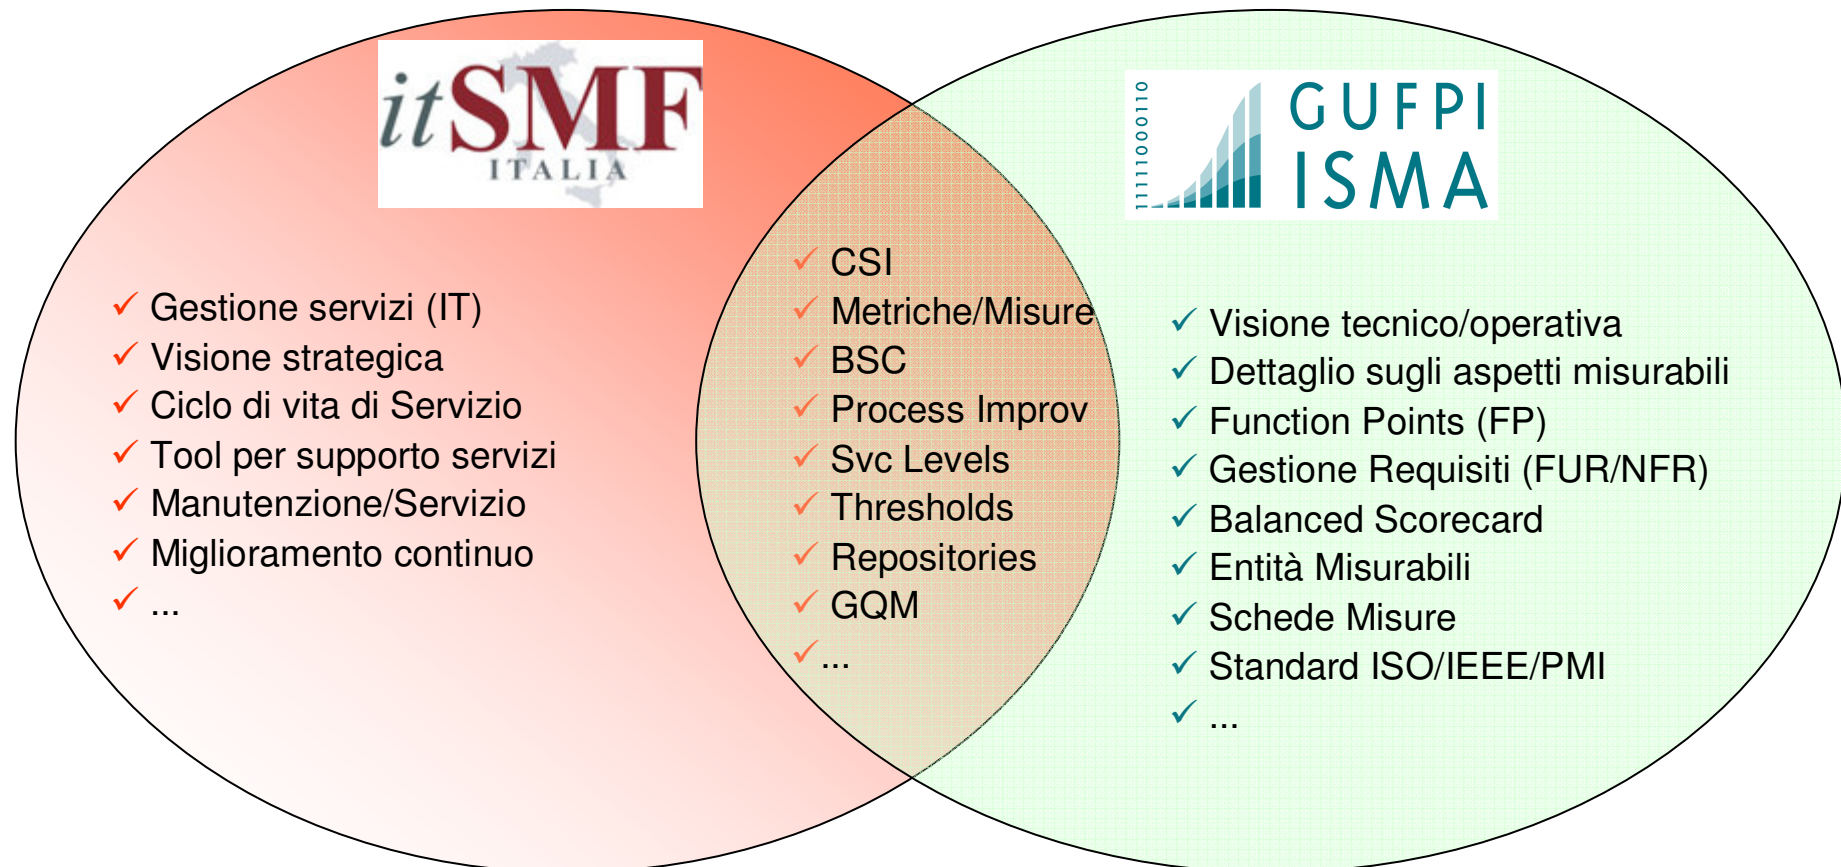 itSMF
ITALIA
Gestione servizi (IT)
Visione strategica
Ciclo di vita di Servizio
Tool per supporto servizi
Manutenzione/Servizio
Miglioramento continuo
...
CSI
Metriche/Misure
BSC
Process Improv
Svc Levels
Thresholds
Repositories
GQM
...
11111000110
GUFPI
ISMA
Visione tecnico/operativa
Dettaglio sugli aspetti misurabili
Function Points (FP)
Gestione Requisiti (FUR/NFR)
Balanced Scorecard
Entità Misurabili
Schede Misure
Standard ISO/IEEE/PMI
...